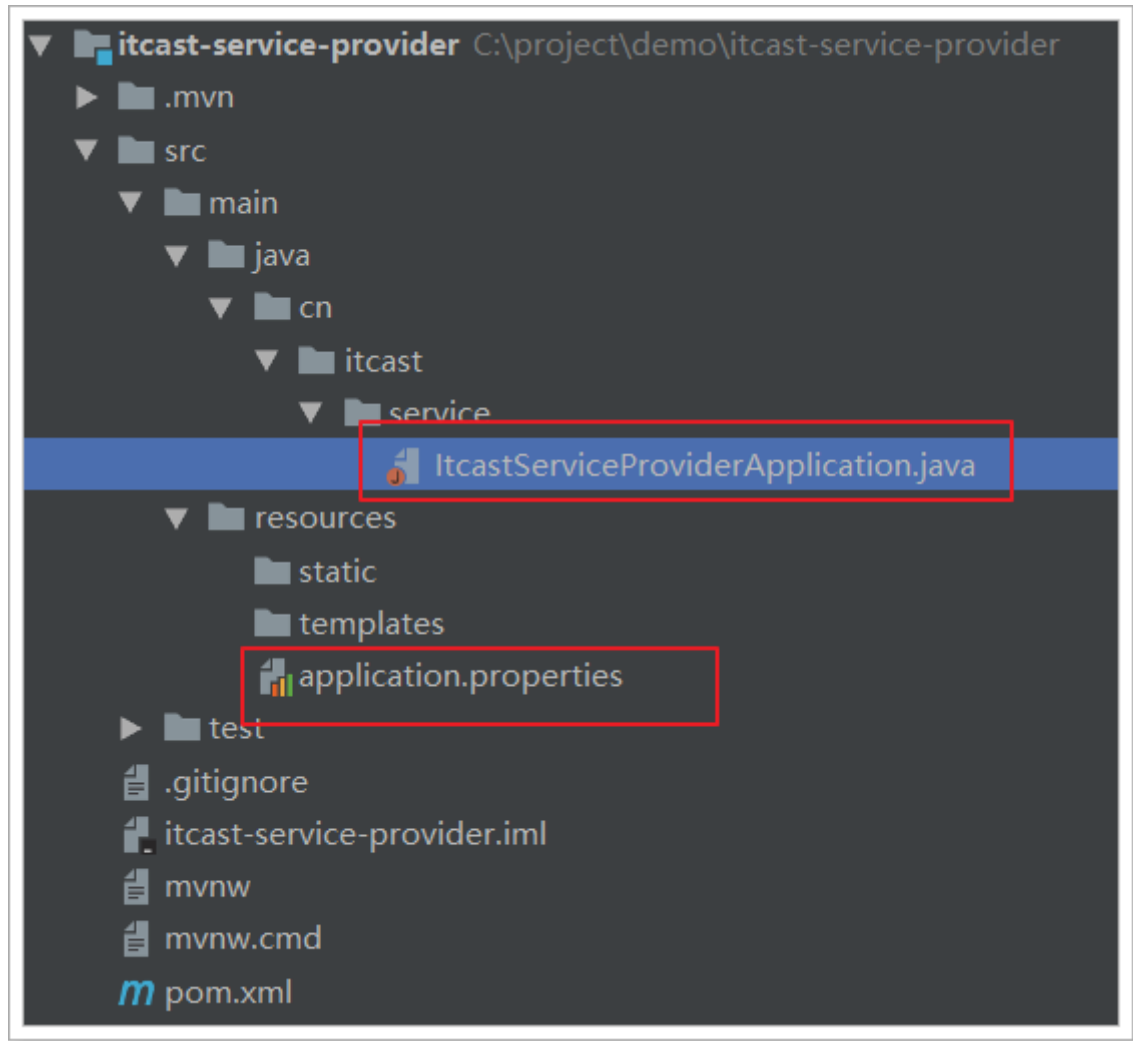 itcast-service-provider C:\project\demo\itcast-service-provider
.mvn
src
main
java
cn
itcast
service
ItcastServiceProviderApplication.java
resources
static
templates
application.properties
test
.gitignore
itcast-service-provider.iml
mvnw
mvnw.cmd
m pom.xml